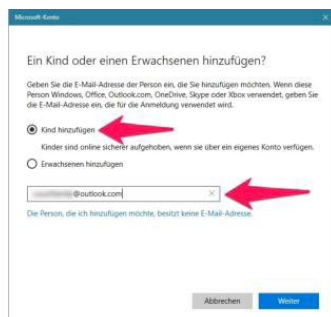 Microsoft-Konto
Ein Kind oder einen Erwachsenen hinzufügen?
Geben Sie die E-Mail-Adresse der Person ein, die Sie hinzufügen möchten. Wenn diese
Person Windows, Office, Outlook.com, OneDrive, Skype oder Xbox verwendet, geben Sie
die E-Mail-Adresse ein, die für die Anmeldung verwendet wird.
Kind hinzufügen
Kinder sind online sicherer aufgehoben, wenn sie über ein eigenes Konto verfügen.
Erwachsenen hinzufügen
@outlook.com
Die Person, die ich hinzufügen möchte, besitzt keine E-Mail-Adresse.
Abbrechen Weiter